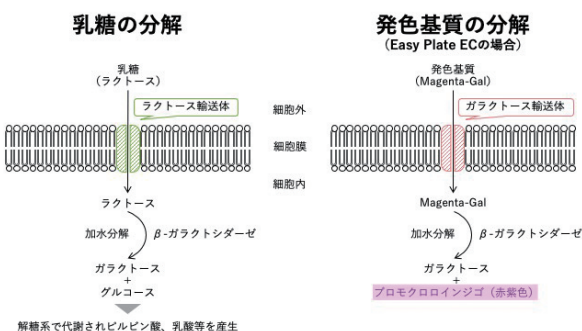 乳糖の分解
乳糖
(ラクトース)
ラクトース輸送体
ラクトース
加水分解
β-ガラクトシダーゼ
ガラクトース
+
グルコース
解糖系で代謝されピルビン酸、乳酸等を産生
細胞外
細胞膜
細胞内
発色基質の分解
(Easy Plate ECの場合)
発色基質
(Magenta-Gal)
ガラクトース輸送体
Magenta-Gal
加水分解
β-ガラクトシダーゼ
ガラクトース
+
ブロモクロロインジゴ（赤紫色）